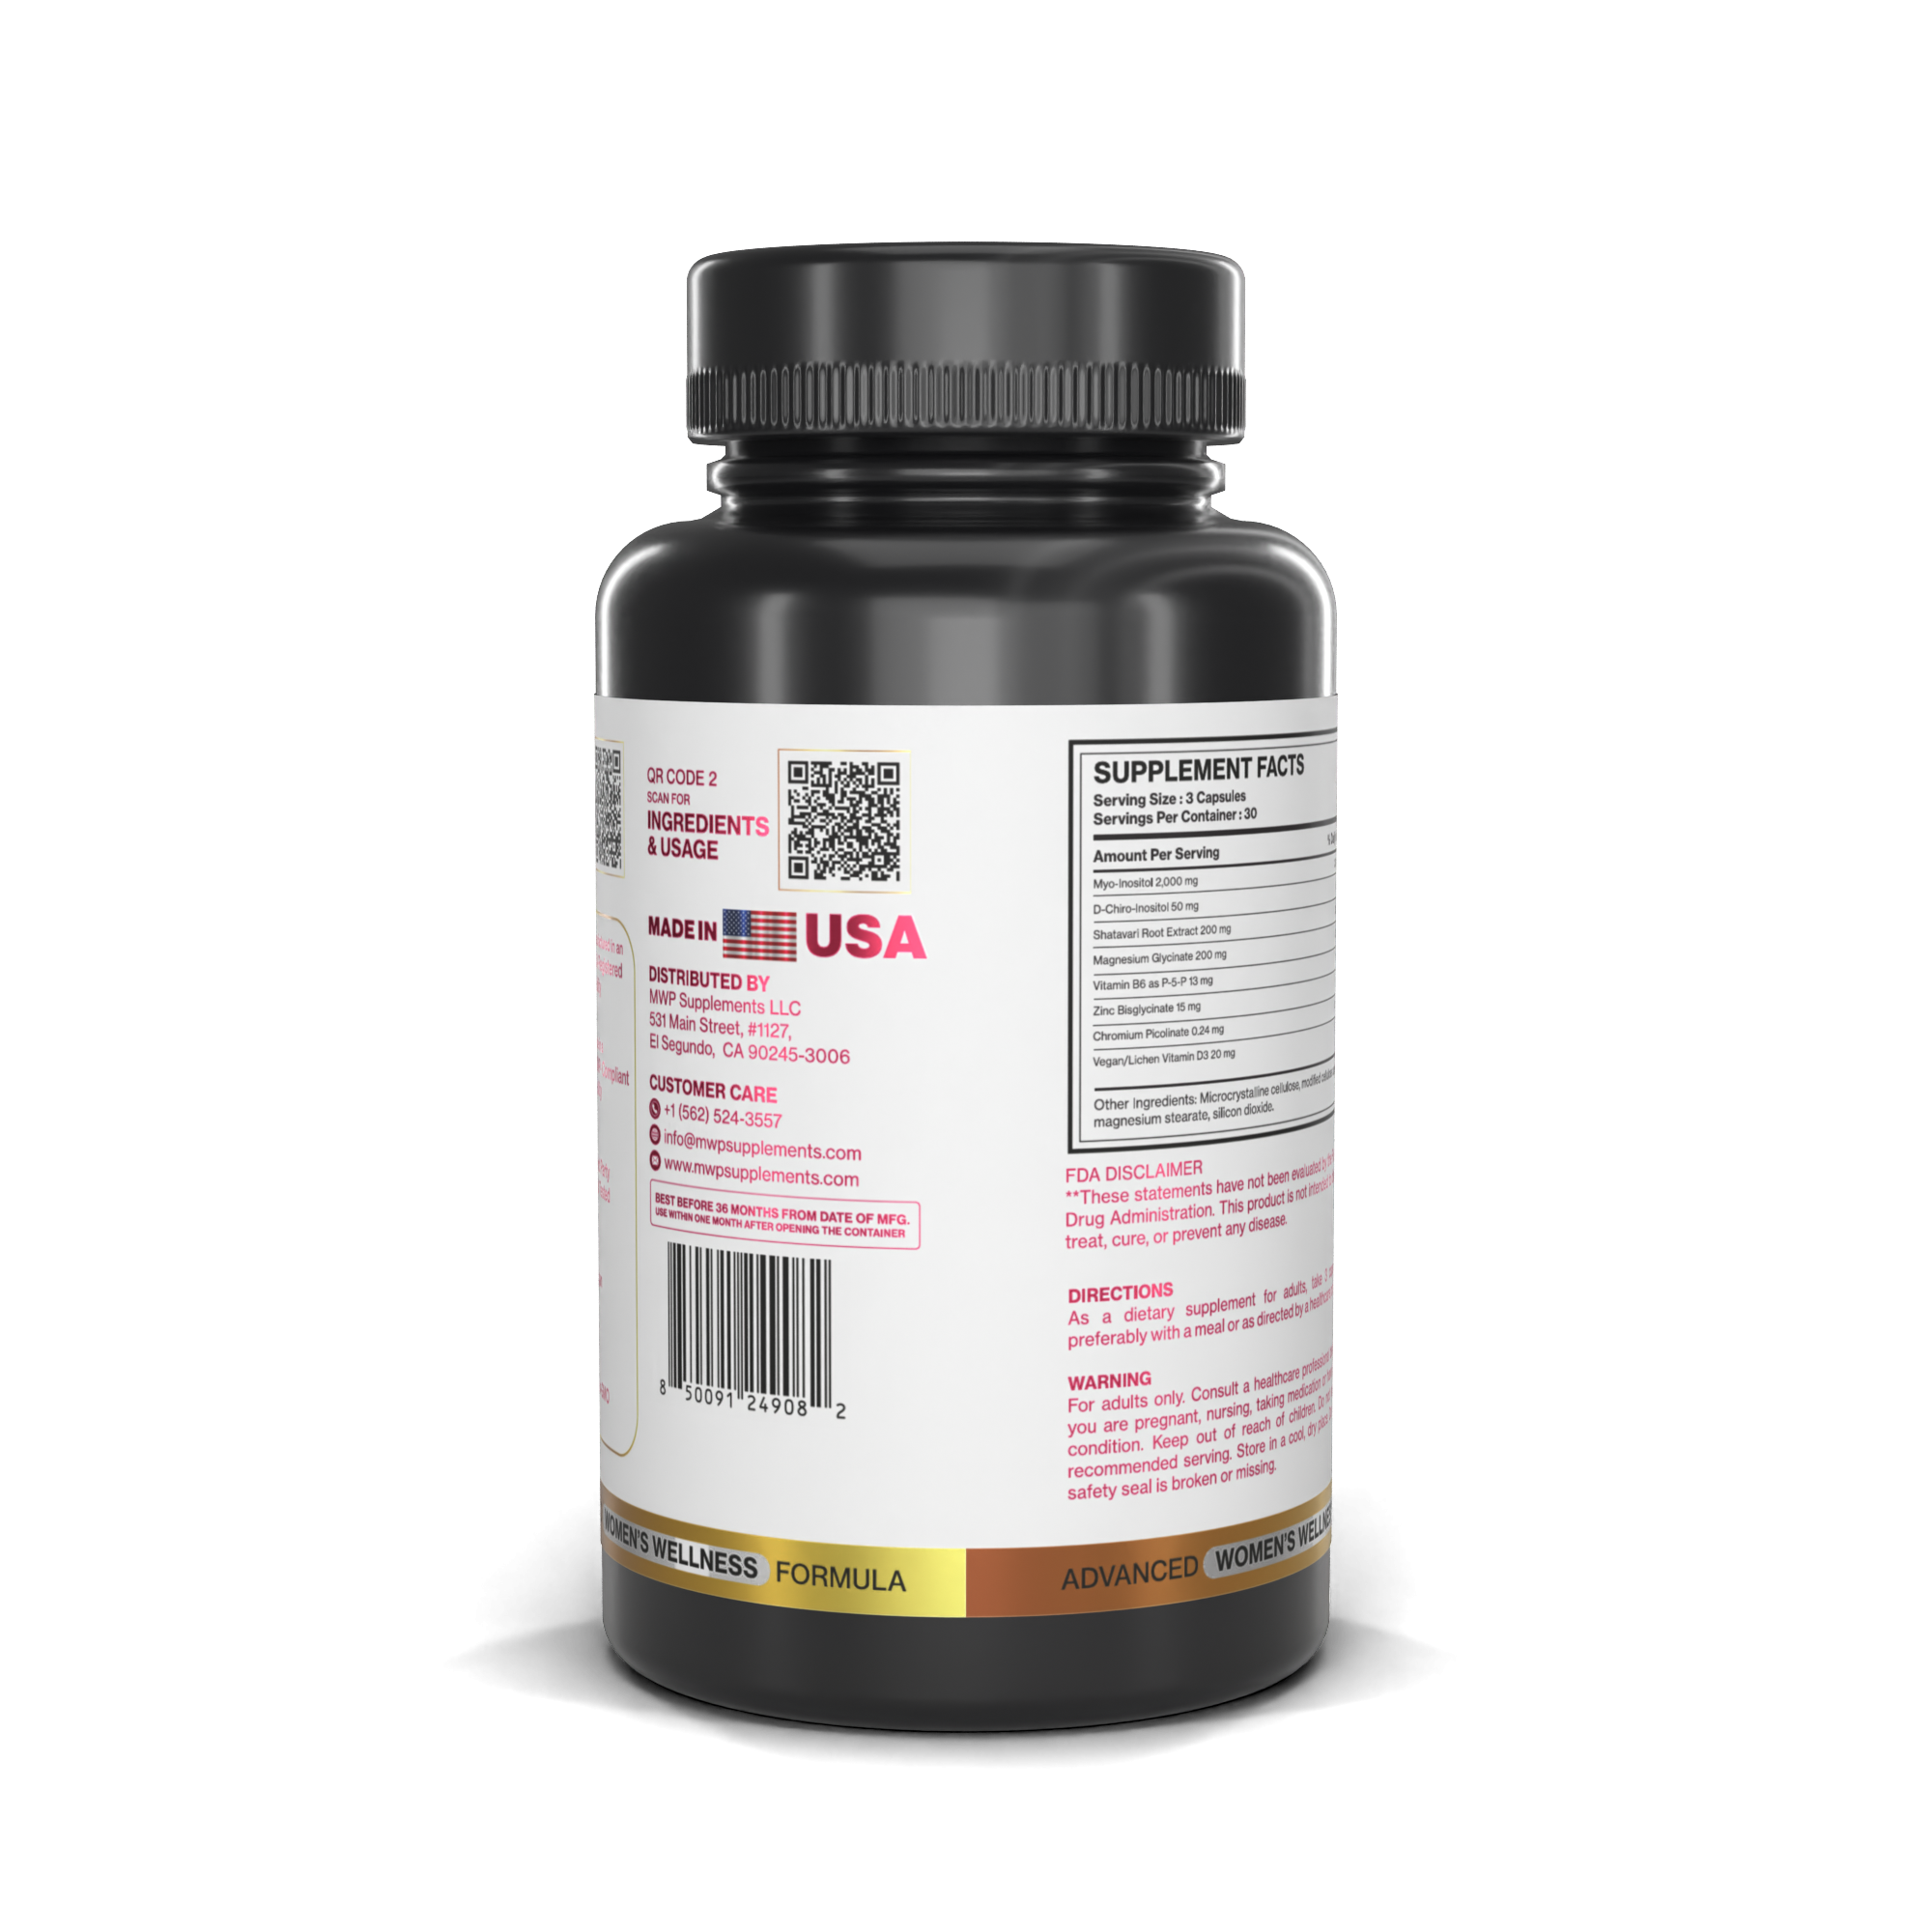 QR CODE 2
SCAN FOR
INGREDIENTS
& USAGE
MADE IN USA
DISTRIBUTED BY
MWP Supplements LLC
531 Main Street, #1127,
El Segundo, CA 90245-3006
CUSTOMER CARE
+1 (562) 524-3557
info@mwpsupplements.com
www.mwpsupplements.com
BEST BEFORE 36 MONTHS FROM DATE OF MFG.
USE WITHIN ONE MONTH AFTER OPENING THE CONTAINER
8 50091 24908 2
WOMEN'S WELLNESS FORMULA
SUPPLEMENT FACTS
Serving Size : 3 Capsules
Servings Per Container : 30
Amount Per Serving
Myo-Inositol 2,000 mg
D-Chiro-Inositol 50 mg
Shatavari Root Extract 200 mg
Magnesium Glycinate 200 mg
Vitamin B6 as P-5-P 13 mg
Zinc Bisglycinate 15 mg
Chromium Picolinate 0.24 mg
Vegan/Lichen Vitamin D3 20 mg
Other Ingredients: Microcrystalline cellulose, modified
magnesium stearate, silicon dioxide.
FDA DISCLAIMER
**These statements have not been evaluated by
Drug Administration. This product is not intended
treat, cure, or prevent any disease.
DIRECTIONS
As a dietary supplement for adults, take 3
preferably with a meal or as directed by a
WARNING
For adults only. Consult a healthcare
you are pregnant, nursing, taking medication or
condition. Keep out of reach of children. Do
recommended serving. Store in a cool, dry
safety seal is broken or missing.
ADVANCED WOMEN'S